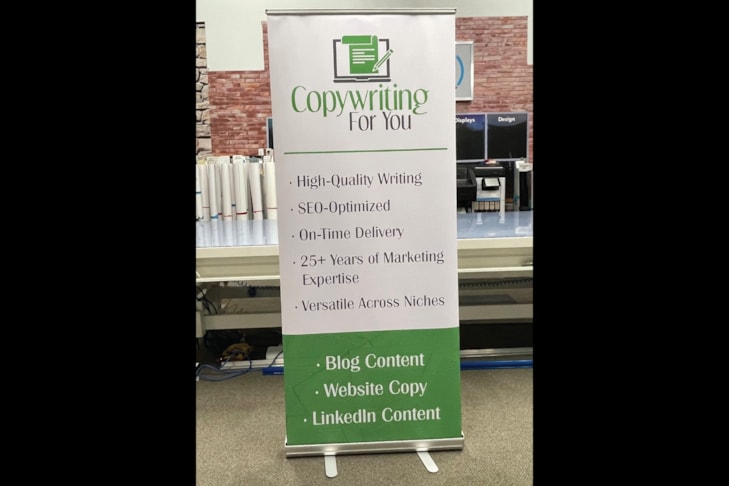 Copywriting
For You
· High-Quality Writing
· SEO-Optimized
· On-Time Delivery
· 25+ Years of Marketing
Expertise
· Versatile Across Niches
· Blog Content
· Website Copy
· LinkedIn Content
Displays
Design